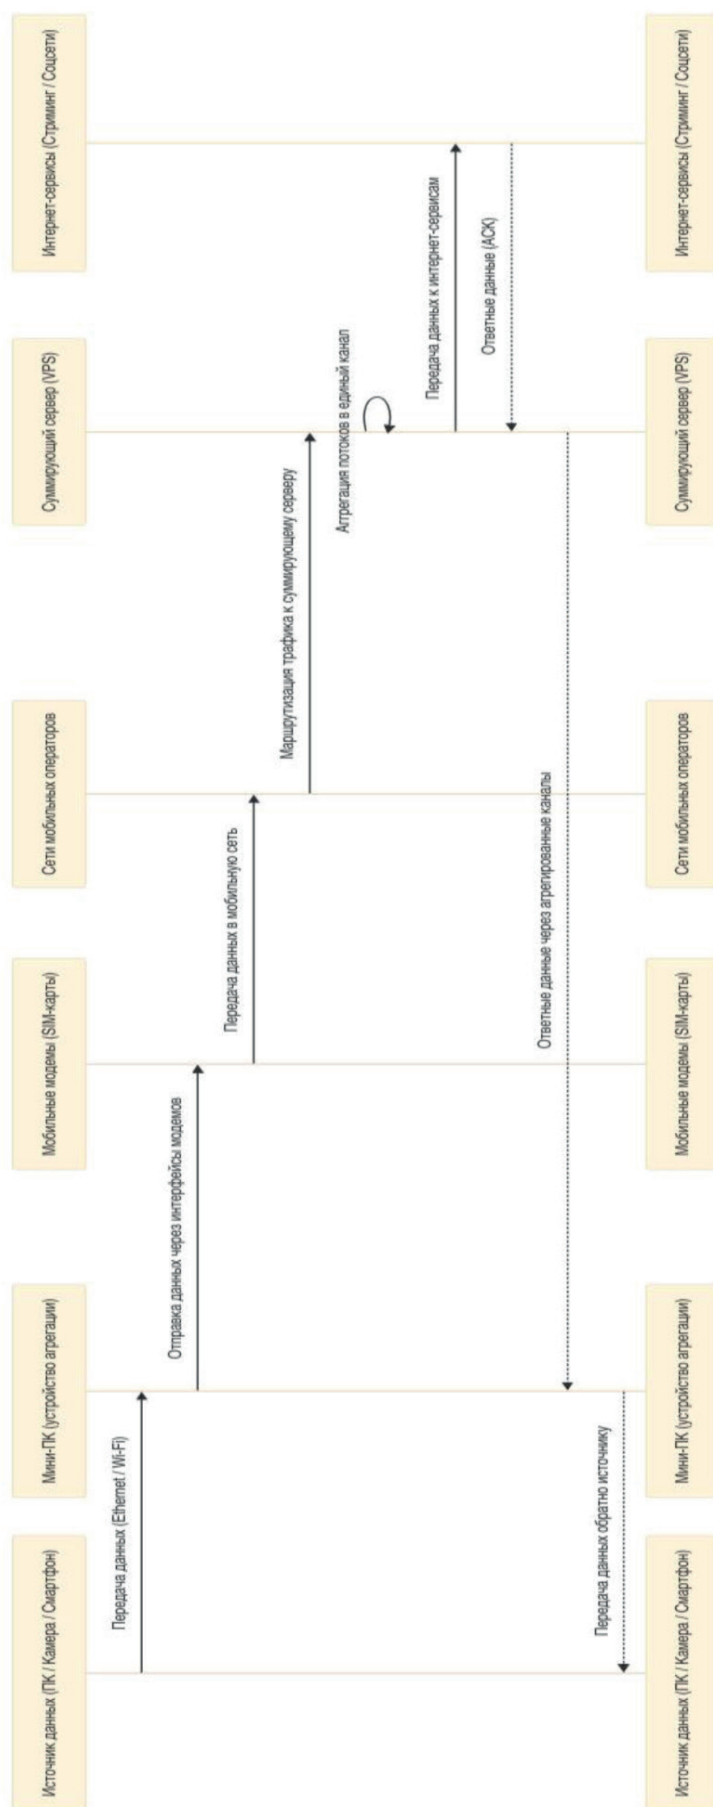 Источник данных (ПК / Камера / Смартфон)
Мини-ПК (устройство агрегации)
Мобильные модемы (SIM-карты)
Сети мобильных операторов
Суммирующий сервер (VPS)
Интернет-сервисы (Стриминг / Соцсети)
Передача данных (Ethernet / Wi-Fi)
Отправка данных через интерфейсы модемов
Передача данных в мобильную сеть
Маршрутизация трафика к суммирующему серверу
Агрегация потоков в единый канал
Передача данных к интернет-сервисам
Ответные данные (ACK)
Ответные данные через агрегированные каналы
Передача данных обратно источнику
Источник данных (ПК / Камера / Смартфон)
Мини-ПК (устройство агрегации)
Мобильные модемы (SIM-карты)
Сети мобильных операторов
Суммирующий сервер (VPS)
Интернет-сервисы (Стриминг / Соцсети)